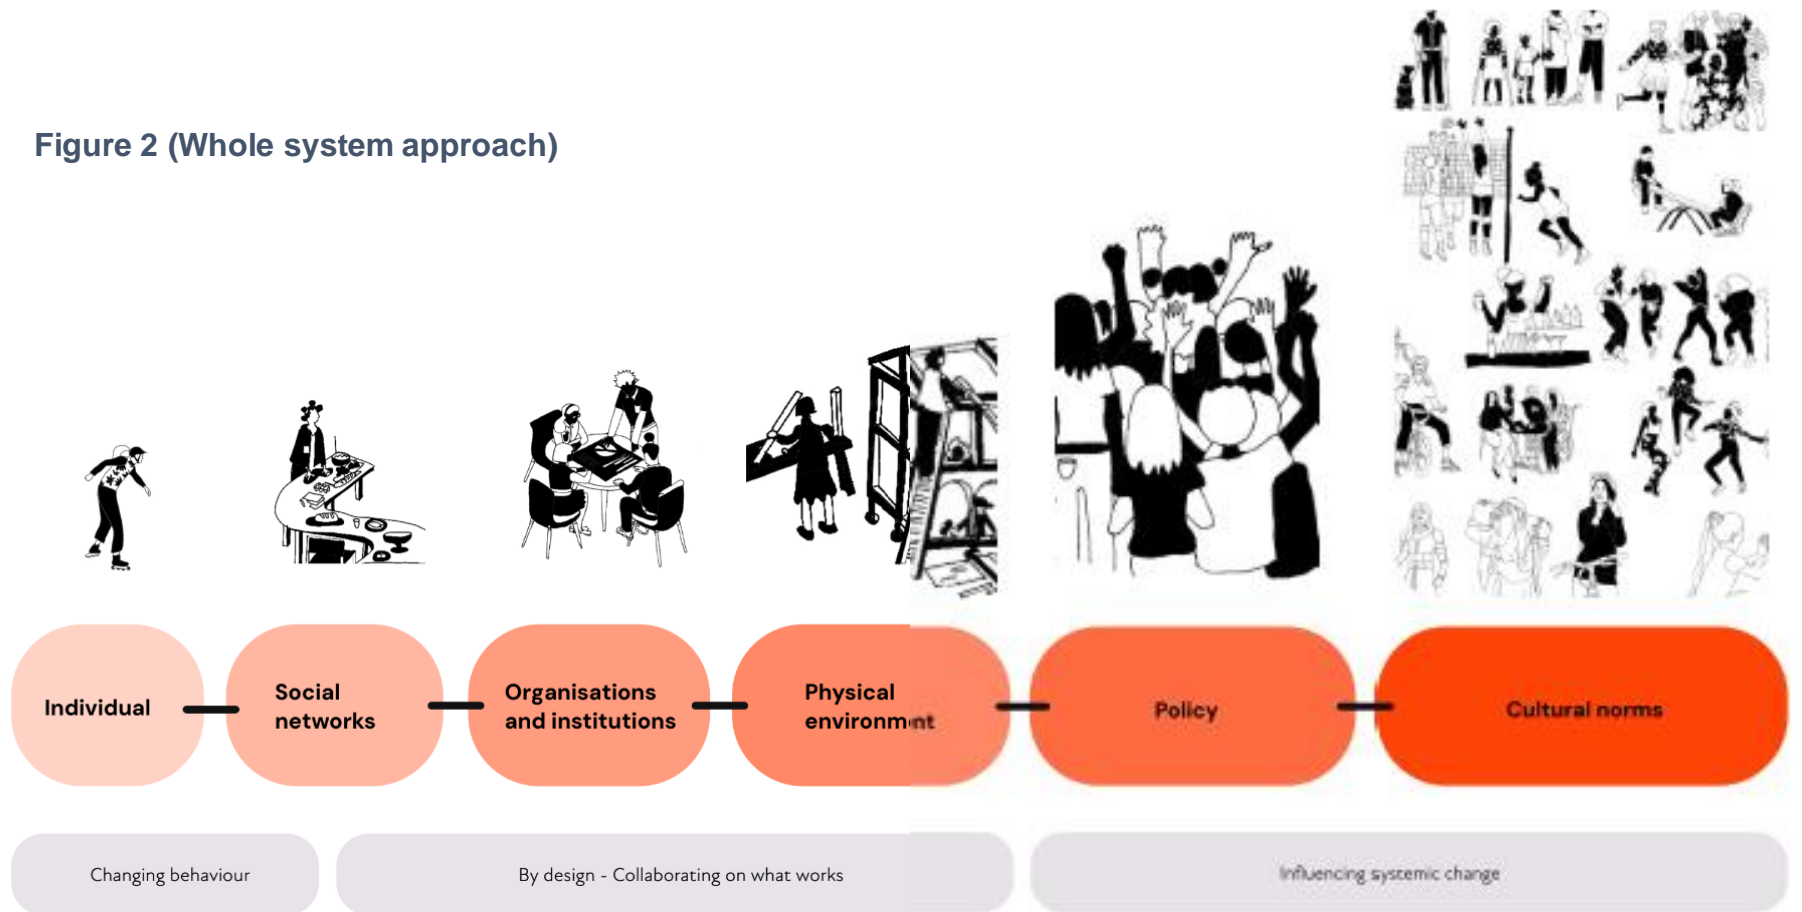 Figure 2 (Whole system approach)
Individual
Social
networks
Organisations
and institutions
Physical
environment
Policy
Cultural norms
Changing behaviour
By design - Collaborating on what works
Influencing systemic change